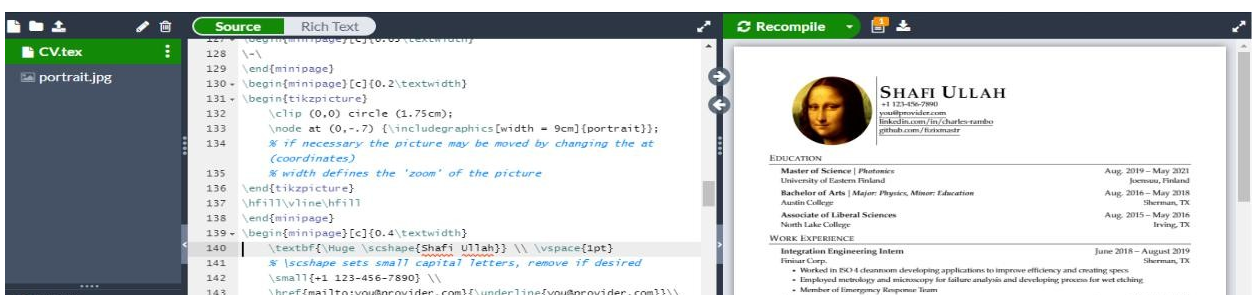 Source Rich Text
Recompile
CV.tex
portrait.jpg
127 \begin{minipage}[c]{0.05\textwidth}
128 \-\
129 \end{minipage}
130 \begin{minipage}[c]{0.2\textwidth}
131 \begin{tikzpicture}
132 \clip (0,0) circle (1.75cm);
133 \node at (0,-.7) {\includegraphics[width = 9cm]{portrait}};
134 % if necessary the picture may be moved by changing the at
(coordinates)
135 % width defines the 'zoom' of the picture
136 \end{tikzpicture}
137 \hfill\vline\hfill
138 \end{minipage}
139 \begin{minipage}[c]{0.4\textwidth}
140 \textbf{\Huge \scshape{Shafi Ullah}} \\ \vspace{1pt}
141 % \scshape sets small capital letters, remove if desired
142 \small{+1 123-456-7890} \\
143 \href{mailto:you@provider.com}{\underline{you@provider.com}}\\
SHAFI ULLAH
+1 123-456-7890
you@provider.com
linkedin.com/in/charles-rambo
github.com/fizixmastr
EDUCATION
Master of Science | Photonics Aug. 2019 – May 2021
University of Eastern Finland Joensuu, Finland
Bachelor of Arts | Major: Physics, Minor: Education Aug. 2016 – May 2018
Austin College Sherman, TX
Associate of Liberal Sciences Aug. 2015 – May 2016
North Lake College Irving, TX
WORK EXPERIENCE
Integration Engineering Intern June 2018 – August 2019
Finisar Corp. Sherman, TX
• Worked in ISO 4 cleanroom developing applications to improve efficiency and creating specs
• Employed metrology and microscopy for failure analysis and developing process for wet etching
• Member of Emergency Response Team